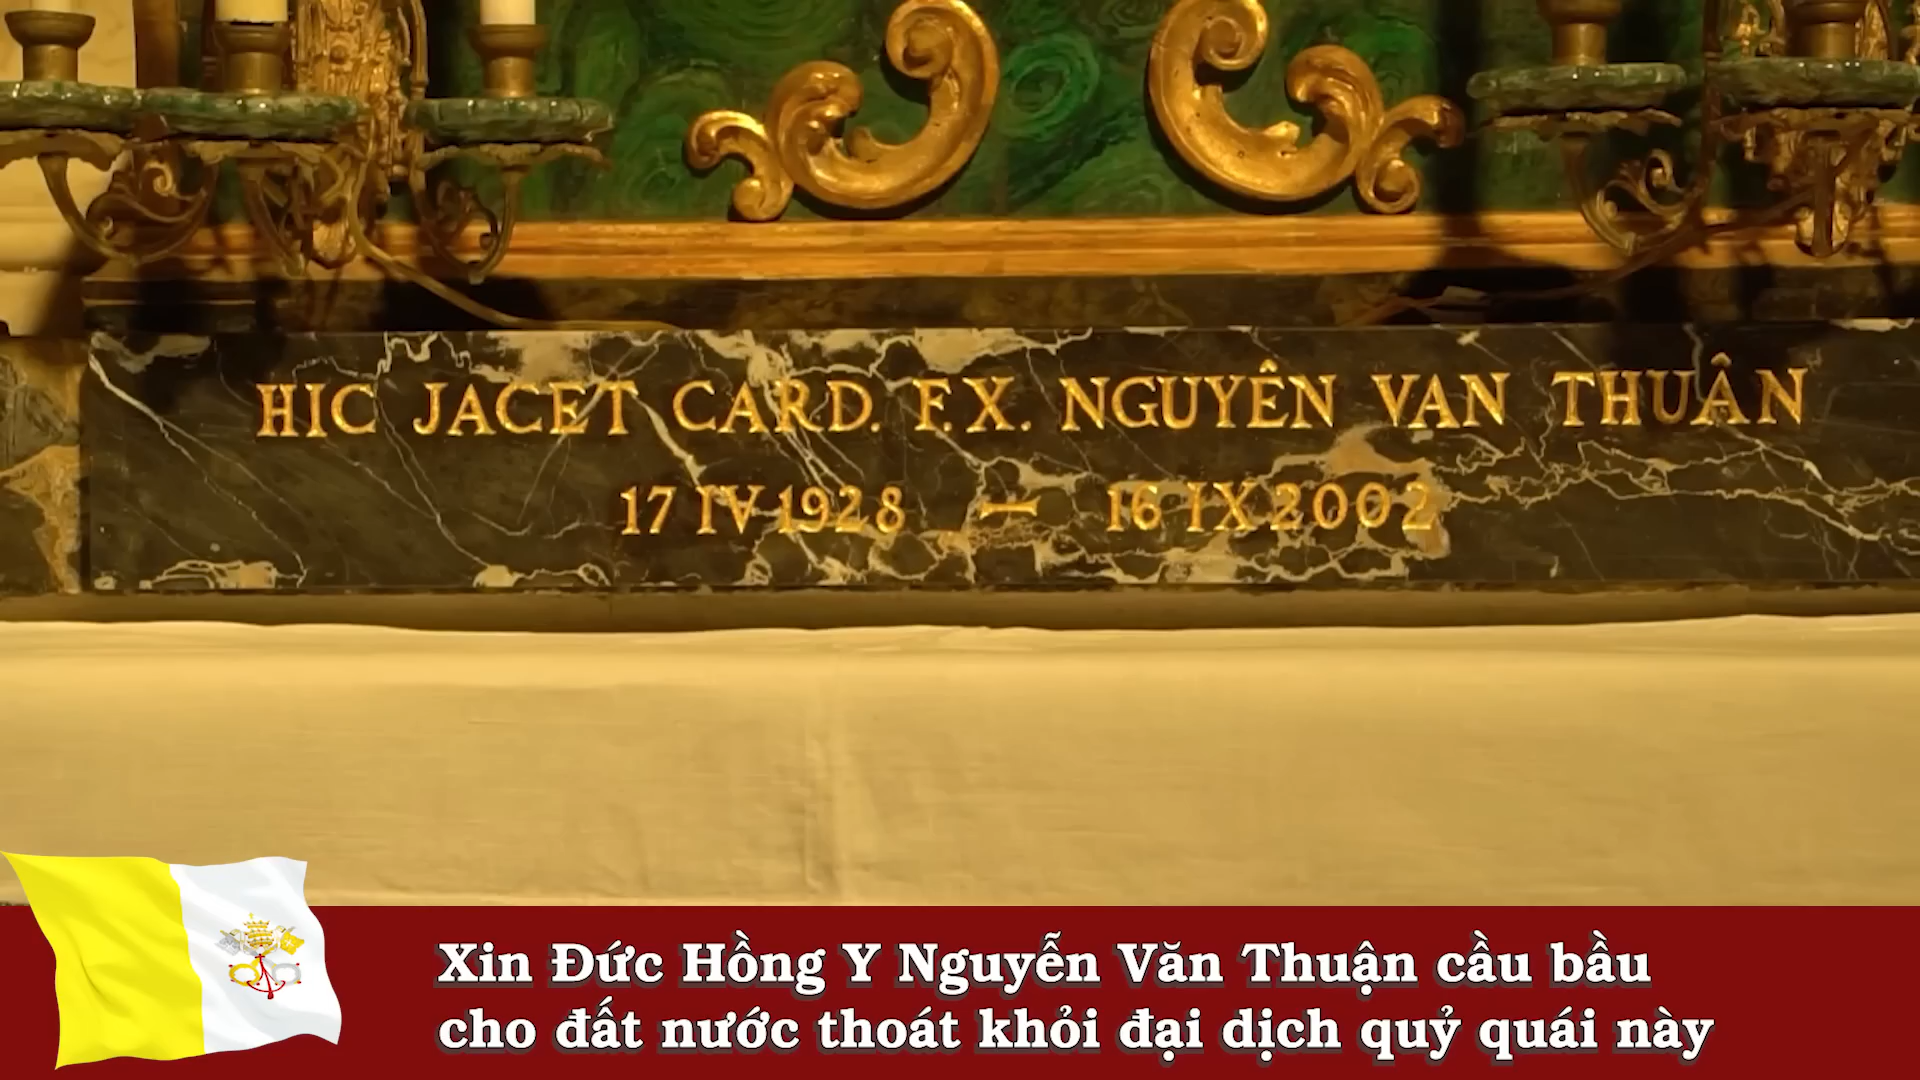 HIC JACET CARD. F.X. NGUYÊN VAN THUÂN
17 IV 1928 – 16 IX 2002
Xin Đức Hồng Y Nguyễn Văn Thuận cầu bầu
cho đất nước thoát khỏi đại dịch quỷ quái này